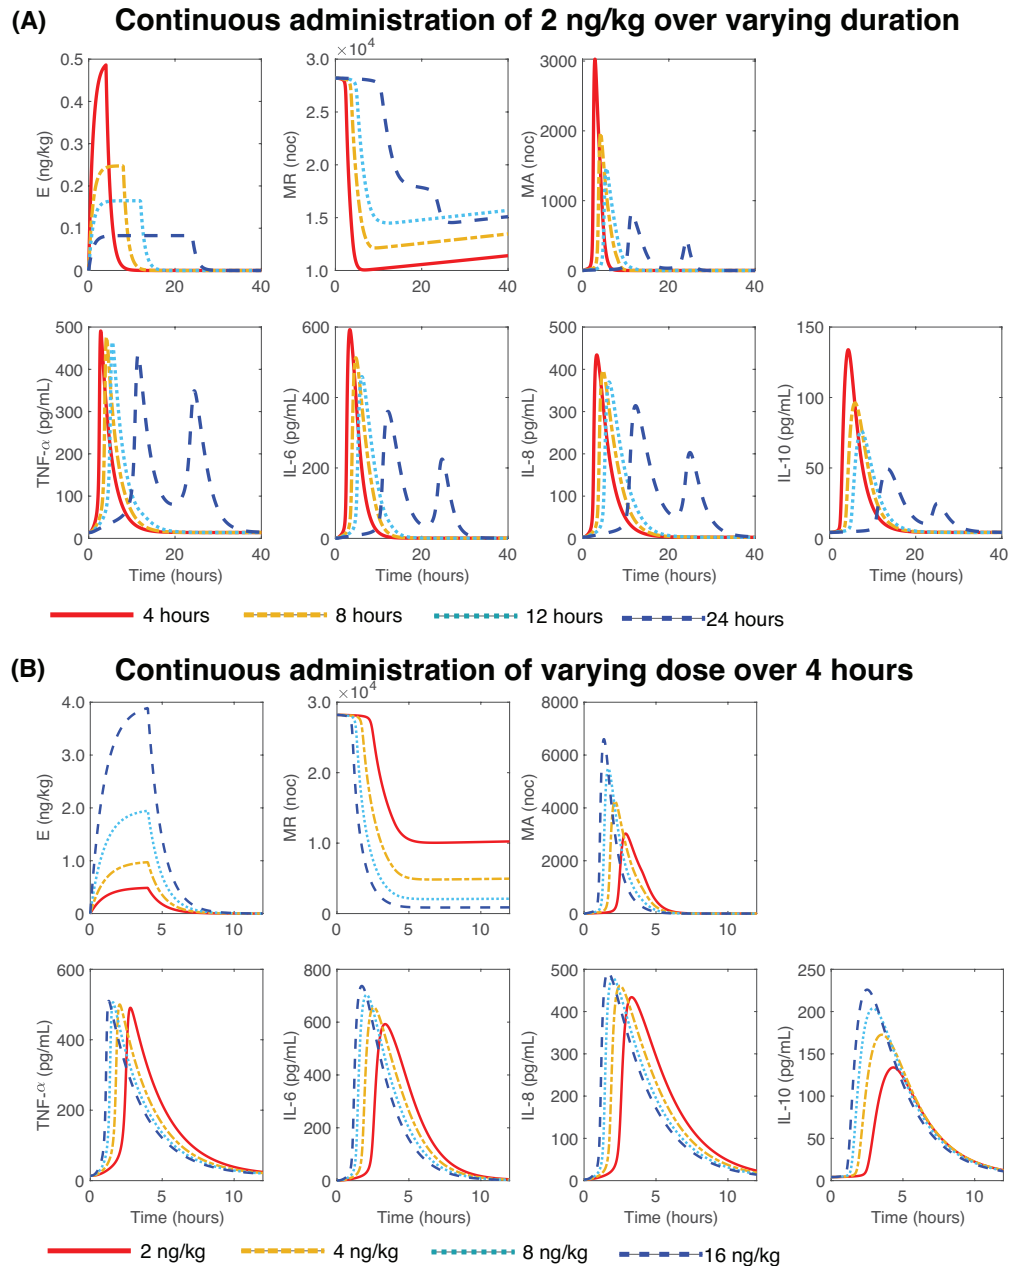 (A) Continuous administration of 2 ng/kg over varying duration
E (ng/kg)
0.5
0.4
0.3
0.2
0.1
0
0 20 40
×10⁴
MR (noc)
3.0
2.5
2.0
1.5
1.0
0 20 40
MA (noc)
3000
2000
1000
0
0 20 40
TNF-α (pg/mL)
500
400
300
200
100
0
0 20 40
Time (hours)
IL-6 (pg/mL)
600
400
200
0
0 20 40
Time (hours)
IL-8 (pg/mL)
500
400
300
200
100
0
0 20 40
Time (hours)
IL-10 (pg/mL)
150
100
50
0
0 20 40
Time (hours)
4 hours 8 hours 12 hours 24 hours
(B) Continuous administration of varying dose over 4 hours
E (ng/kg)
4.0
3.0
2.0
1.0
0
0 5 10
×10⁴
MR (noc)
3.0
2.0
1.0
0
0 5 10
MA (noc)
8000
6000
4000
2000
0
0 5 10
TNF-α (pg/mL)
600
400
200
0
0 5 10
Time (hours)
IL-6 (pg/mL)
800
600
400
200
0
0 5 10
Time (hours)
IL-8 (pg/mL)
500
400
300
200
100
0
0 5 10
Time (hours)
IL-10 (pg/mL)
250
200
150
100
50
0
0 5 10
Time (hours)
2 ng/kg 4 ng/kg 8 ng/kg 16 ng/kg